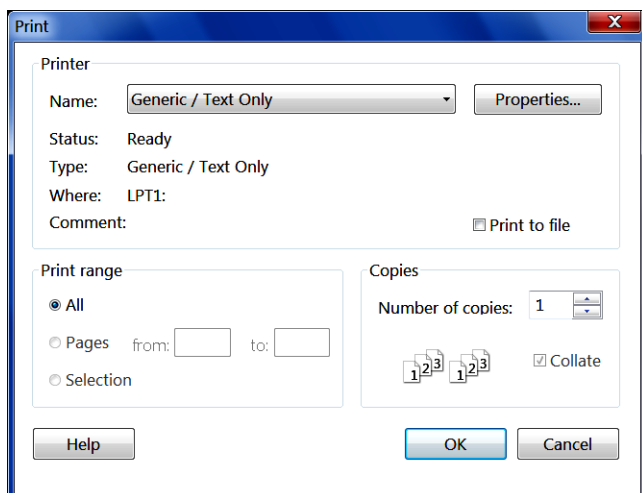 Print
Printer
Name: Generic / Text Only Properties...
Status: Ready
Type: Generic / Text Only
Where: LPT1:
Comment: Print to file
Print range
All
Pages from: to:
Selection
Copies
Number of copies: 1
1 2 3 1 2 3 Collate
Help OK Cancel